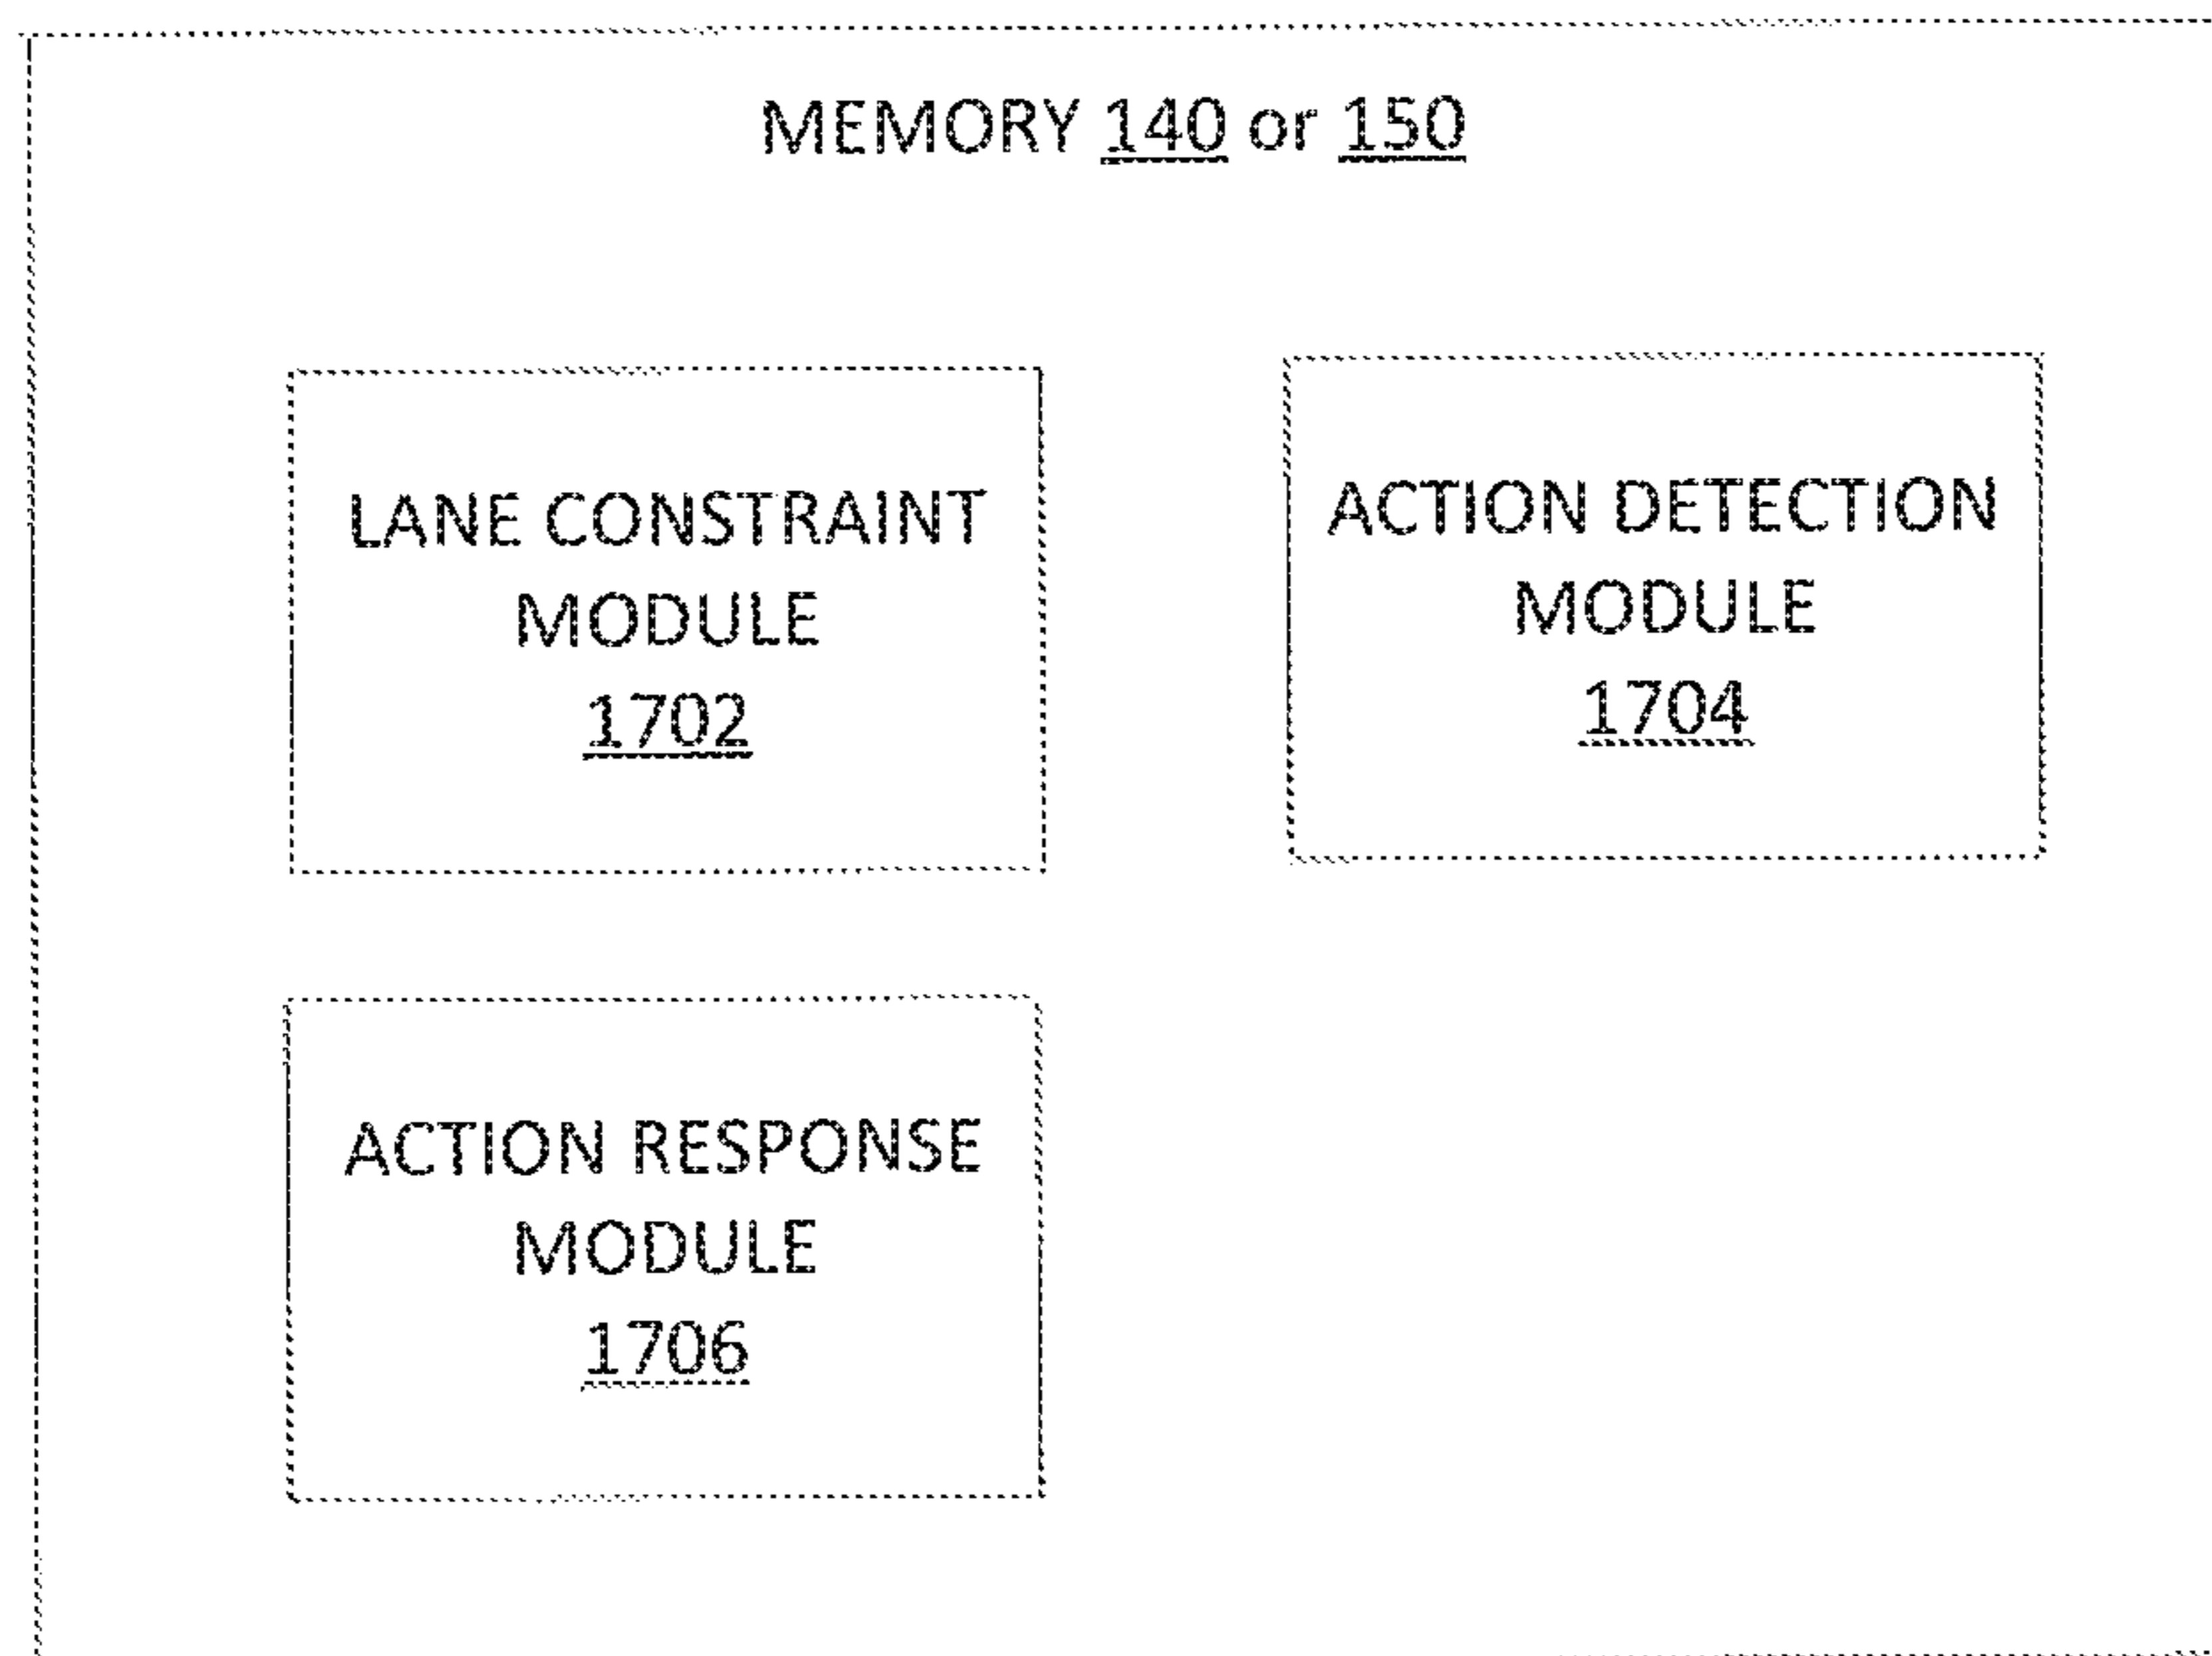 MEMORY 140 or 150
LANE CONSTRAINT
MODULE
1702
ACTION DETECTION
MODULE
1704
ACTION RESPONSE
MODULE
1706